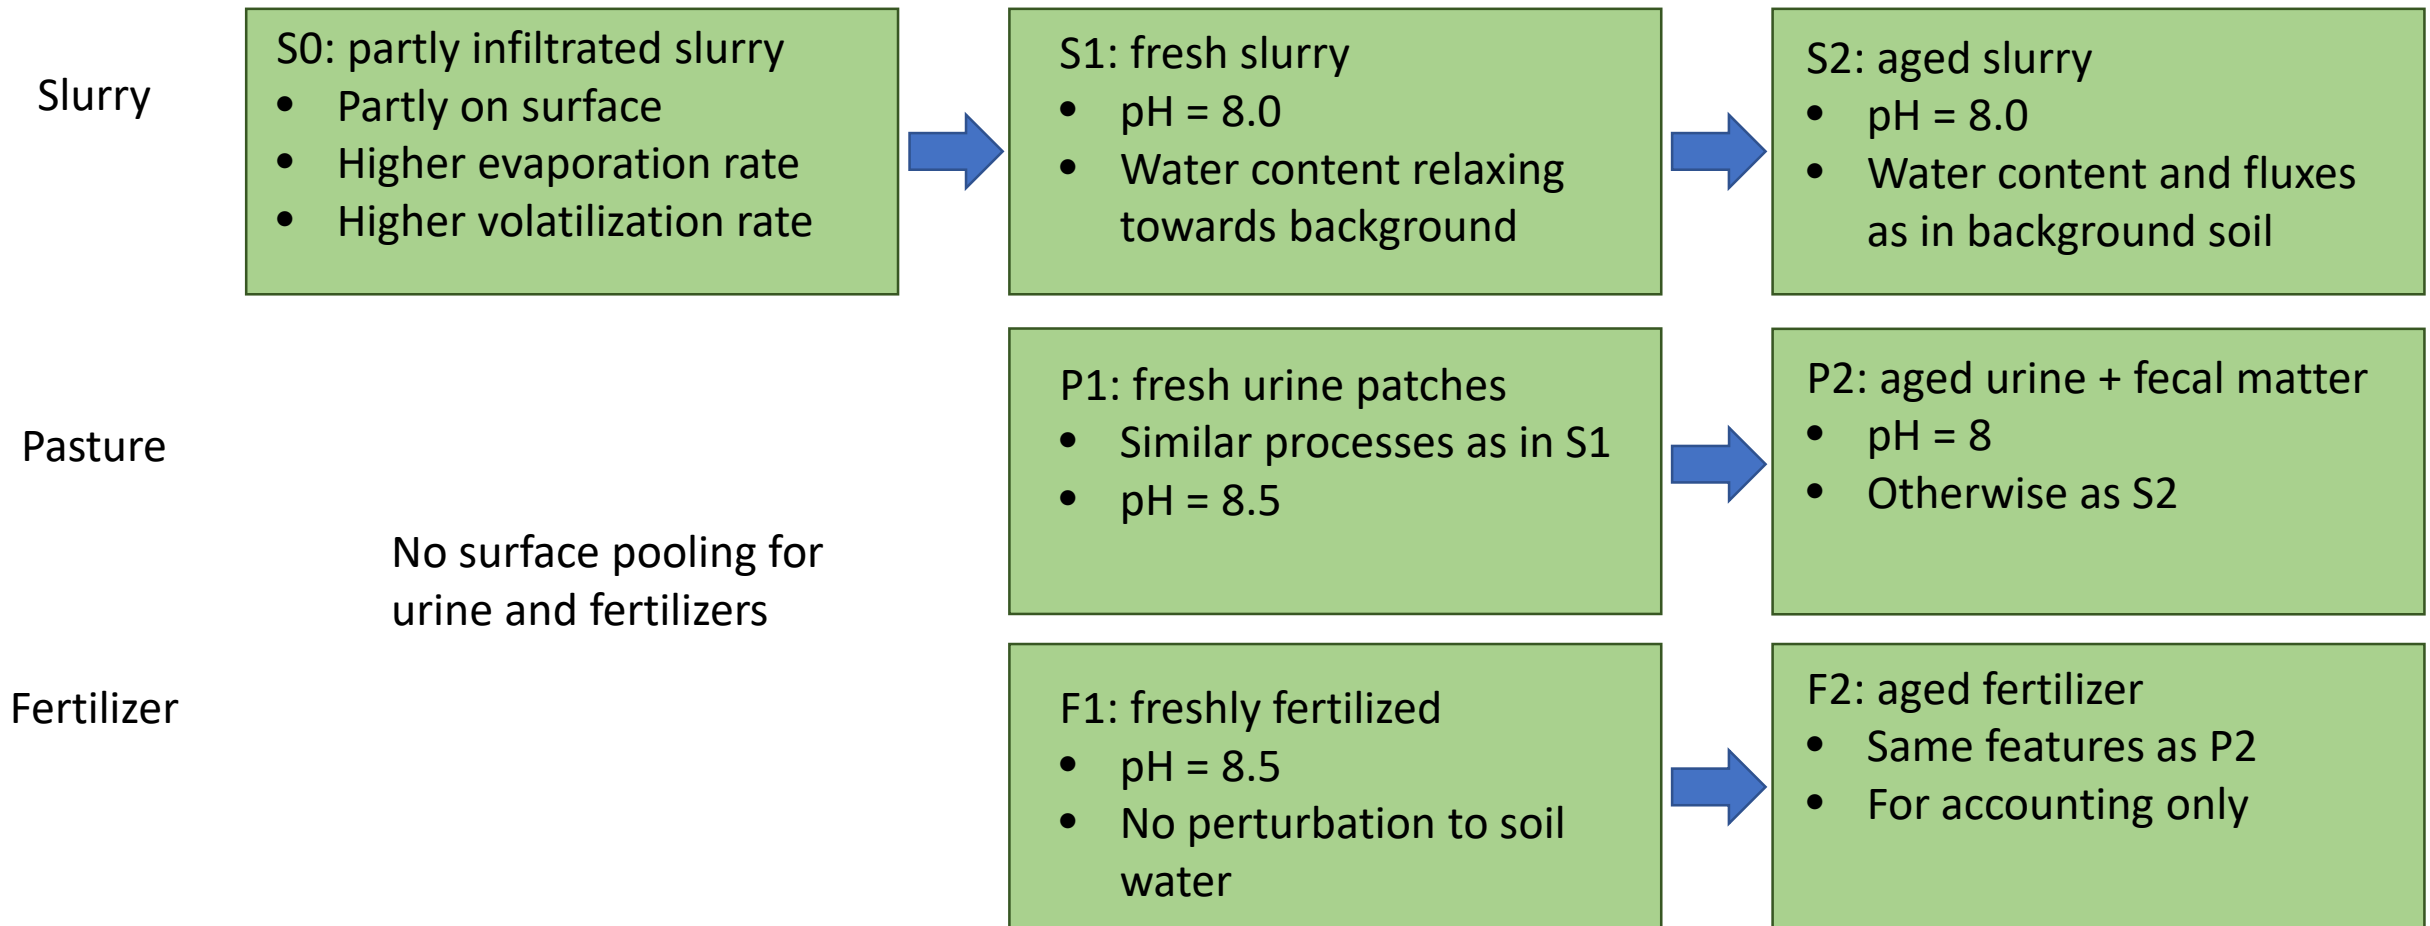 Slurry
S0: partly infiltrated slurry
• Partly on surface
• Higher evaporation rate
• Higher volatilization rate
S1: fresh slurry
• pH = 8.0
• Water content relaxing
towards background
S2: aged slurry
• pH = 8.0
• Water content and fluxes
as in background soil
Pasture
P1: fresh urine patches
• Similar processes as in S1
• pH = 8.5
P2: aged urine + fecal matter
• pH = 8
• Otherwise as S2
No surface pooling for
urine and fertilizers
Fertilizer
F1: freshly fertilized
• pH = 8.5
• No perturbation to soil
water
F2: aged fertilizer
• Same features as P2
• For accounting only